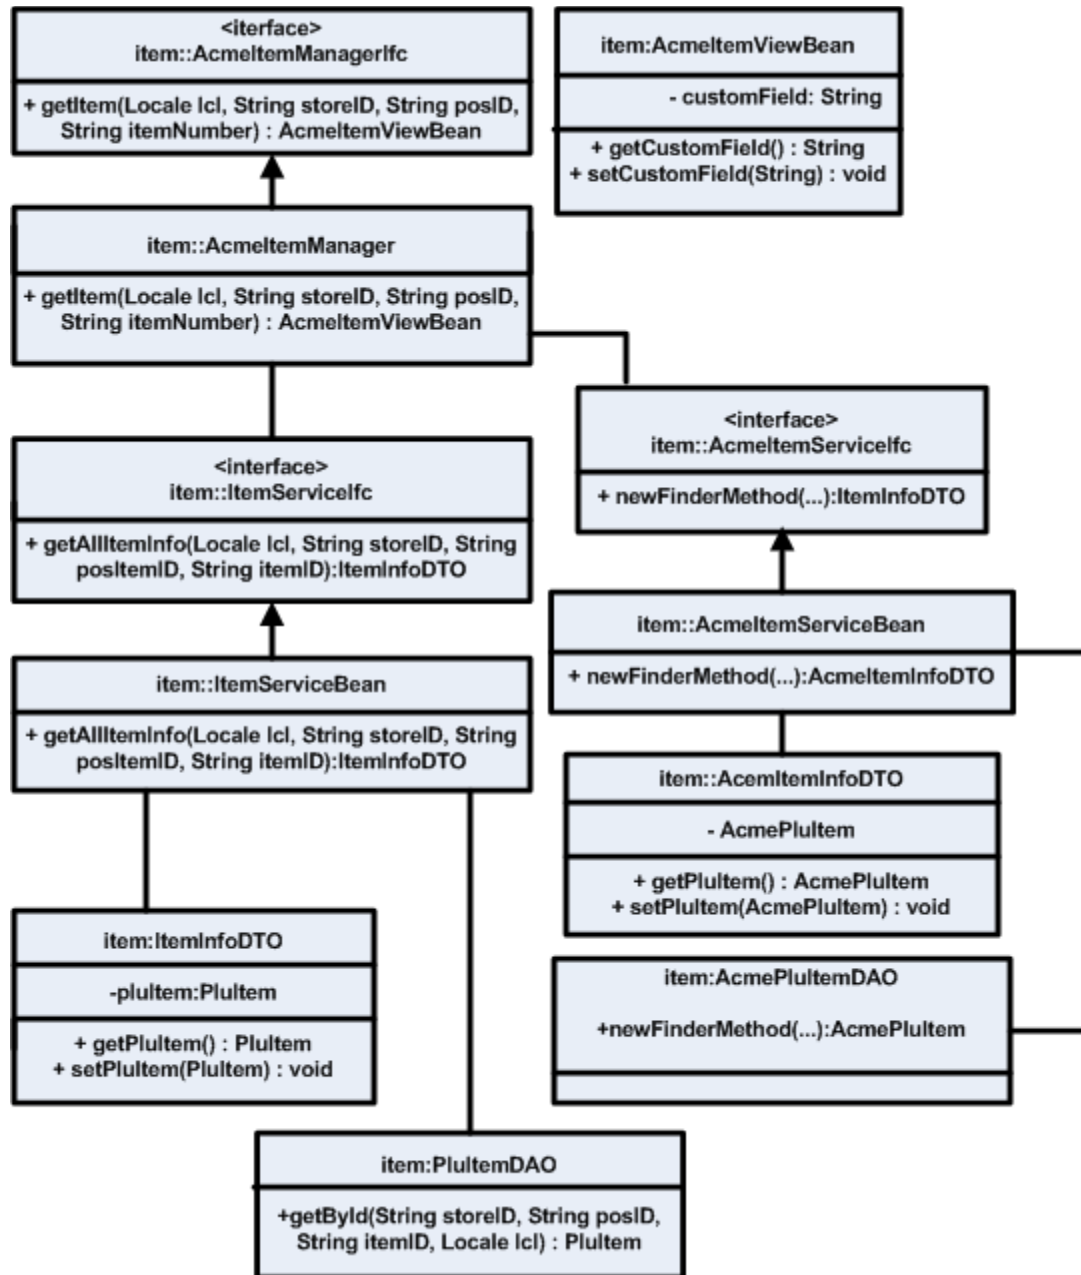 <iterface>
item::AcmeItemManagerIfc
+ getItem(Locale lcl, String storeID, String posID,
String itemNumber) : AcmeItemViewBean
item:AcmeItemViewBean
- customField: String
+ getCustomField() : String
+ setCustomField(String) : void
item::AcmeItemManager
+ getItem(Locale lcl, String storeID, String posID,
String itemNumber) : AcmeItemViewBean
<interface>
item::ItemServiceIfc
+ getAllItemInfo(Locale lcl, String storeID, String
posItemID, String itemID):ItemInfoDTO
<interface>
item::AcmeItemServiceIfc
+ newFinderMethod(...):ItemInfoDTO
item::ItemServiceBean
+ getAllItemInfo(Locale lcl, String storeID, String
posItemID, String itemID):ItemInfoDTO
item::AcmeItemServiceBean
+ newFinderMethod(...):AcmeItemInfoDTO
item::AcemItemInfoDTO
- AcmePluItem
+ getPluItem() : AcmePluItem
+ setPluItem(AcmePluItem) : void
item:ItemInfoDTO
-pluItem:PluItem
+ getPluItem() : PluItem
+ setPluItem(PluItem) : void
item:AcmePluItemDAO
+newFinderMethod(...):AcmePluItem
item:PluItemDAO
+getById(String storeID, String posID,
String itemID, Locale lcl) : PluItem